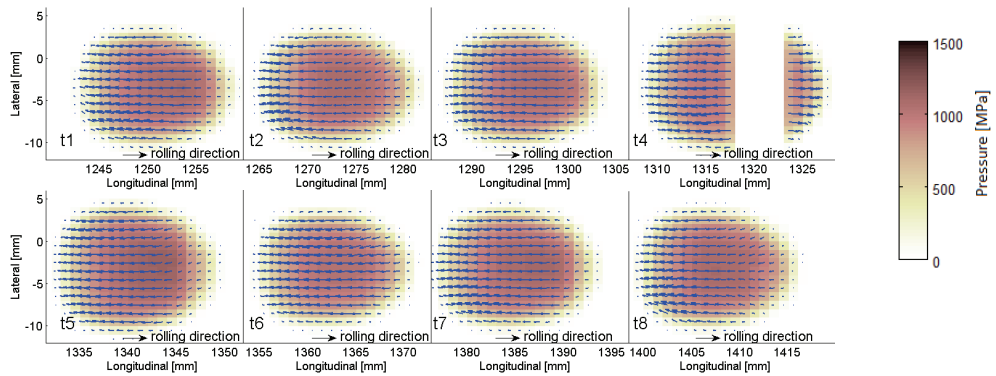 5
0
-5
-10
Lateral [mm]
t1
t2
t3
t4
rolling direction
rolling direction
rolling direction
rolling direction
1245 1250 1255
1265 1270 1275 1280
1290 1295 1300 1305
1310 1315 1320 1325
Longitudinal [mm]
Longitudinal [mm]
Longitudinal [mm]
Longitudinal [mm]
5
0
-5
-10
Lateral [mm]
t5
t6
t7
t8
rolling direction
rolling direction
rolling direction
rolling direction
1335 1340 1345 1350
1355 1360 1365 1370
1380 1385 1390 1395
1400 1405 1410 1415
Longitudinal [mm]
Longitudinal [mm]
Longitudinal [mm]
Longitudinal [mm]
1500
1000
500
0
Pressure [MPa]